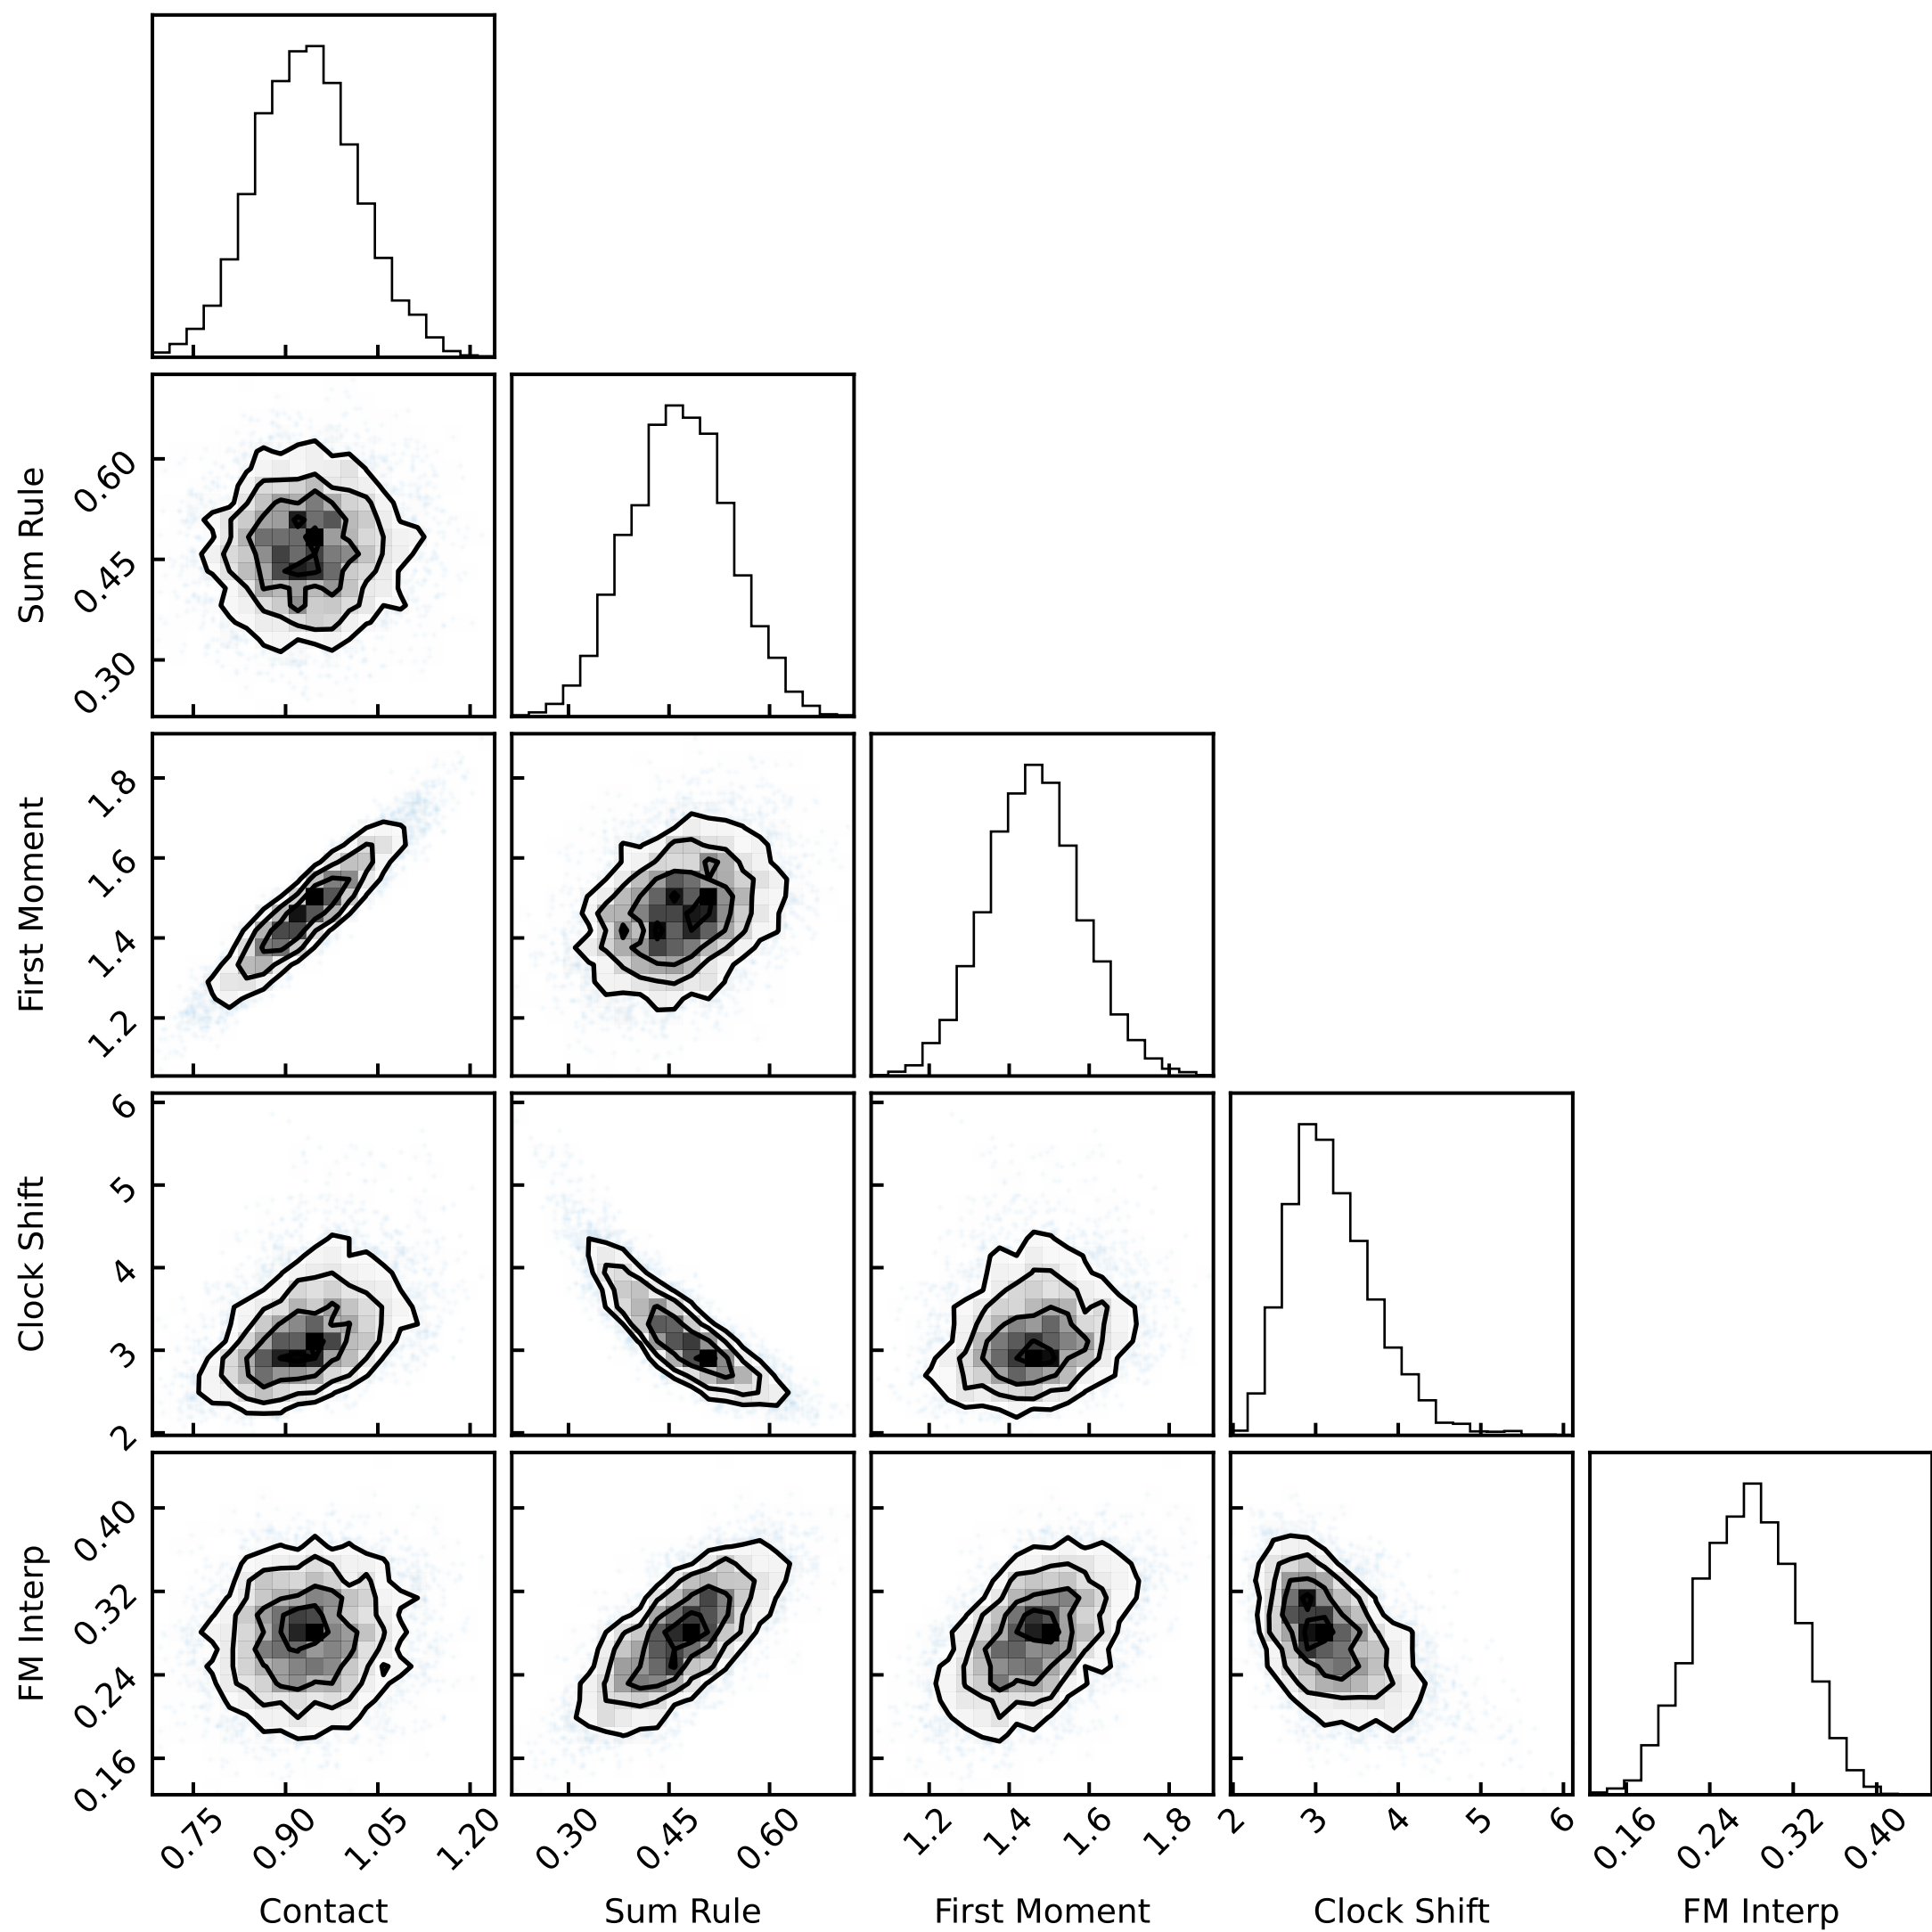 Sum Rule
0.60
0.45
0.30
First Moment
1.8
1.6
1.4
1.2
Clock Shift
6
5
4
3
2
FM Interp
0.40
0.32
0.24
0.16
0.75 0.90 1.05 1.20
0.30 0.45 0.60
1.2 1.4 1.6 1.8
2 3 4 5 6
0.16 0.24 0.32 0.40
Contact
Sum Rule
First Moment
Clock Shift
FM Interp